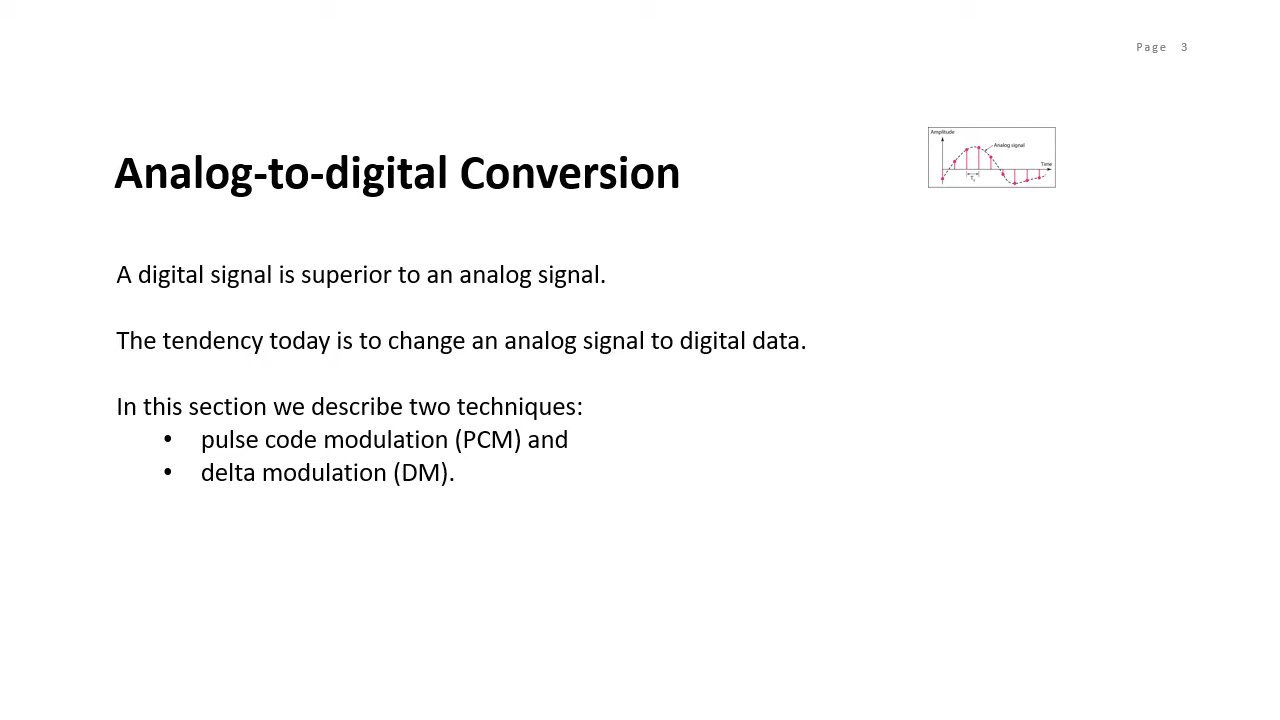 Page 3
Amplitude
Analog signal
Time
Ts
Analog-to-digital Conversion
A digital signal is superior to an analog signal.
The tendency today is to change an analog signal to digital data.
In this section we describe two techniques:
• pulse code modulation (PCM) and
• delta modulation (DM).